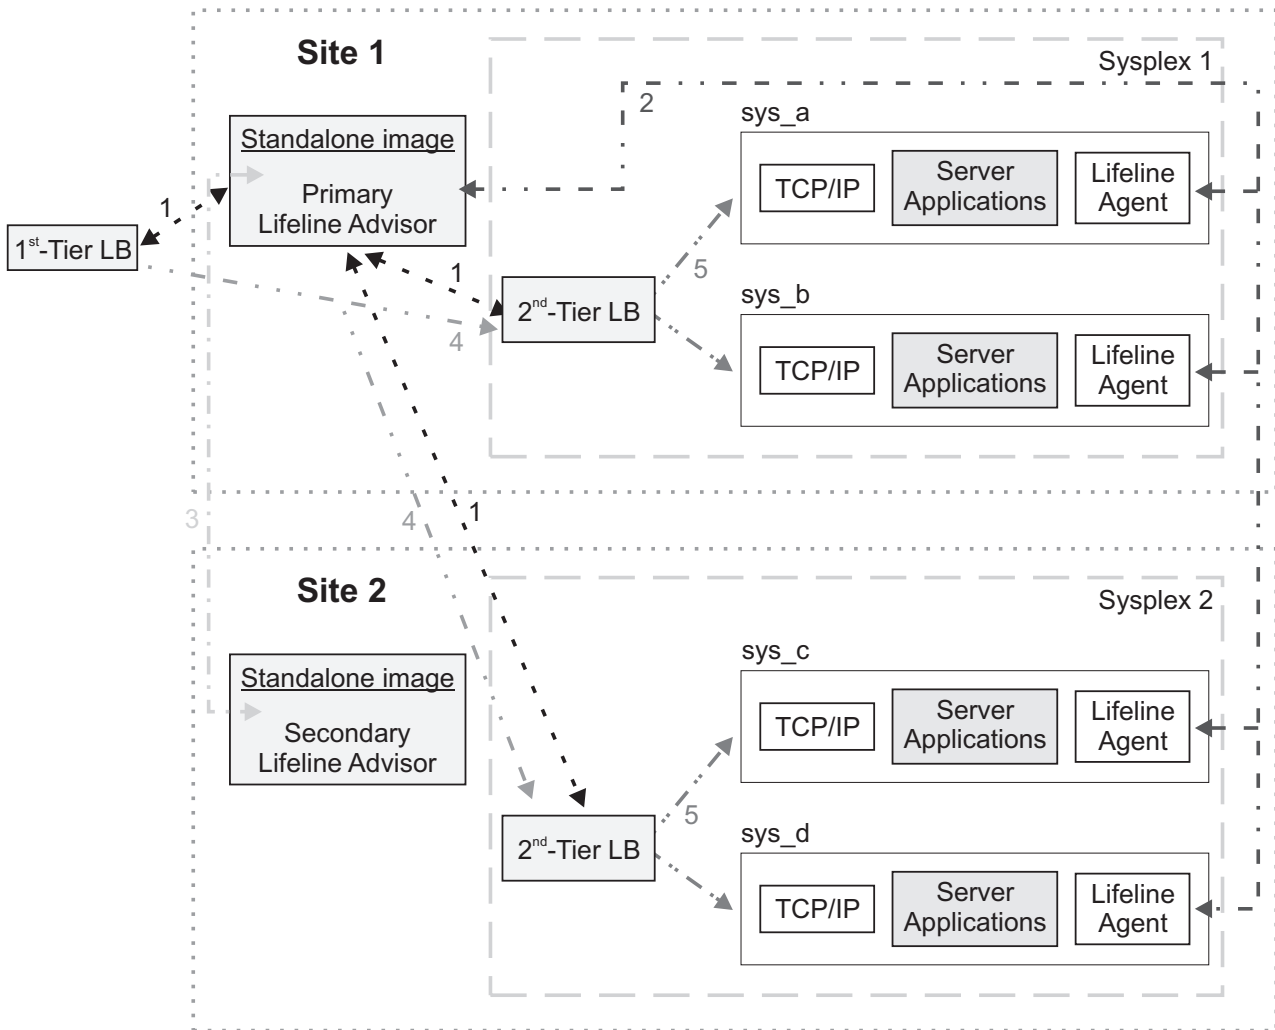 Site 1
Sysplex 1
2
sys_a
Standalone image
Primary
Lifeline Advisor
TCP/IP
Server
Applications
Lifeline
Agent
1
1st-Tier LB
1
5
2nd-Tier LB
4
sys_b
TCP/IP
Server
Applications
Lifeline
Agent
3
4
1
Site 2
Sysplex 2
sys_c
Standalone image
Secondary
Lifeline Advisor
TCP/IP
Server
Applications
Lifeline
Agent
5
2nd-Tier LB
sys_d
TCP/IP
Server
Applications
Lifeline
Agent